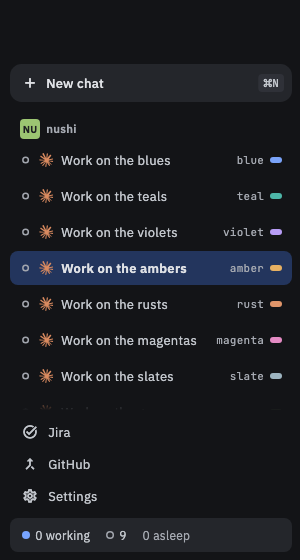 New chat ⌘N
NU nushi
Work on the blues blue
Work on the teals teal
Work on the violets violet
Work on the ambers amber
Work on the rusts rust
Work on the magentas magenta
Work on the slates slate
Jira
GitHub
Settings
0 working 9 0 asleep